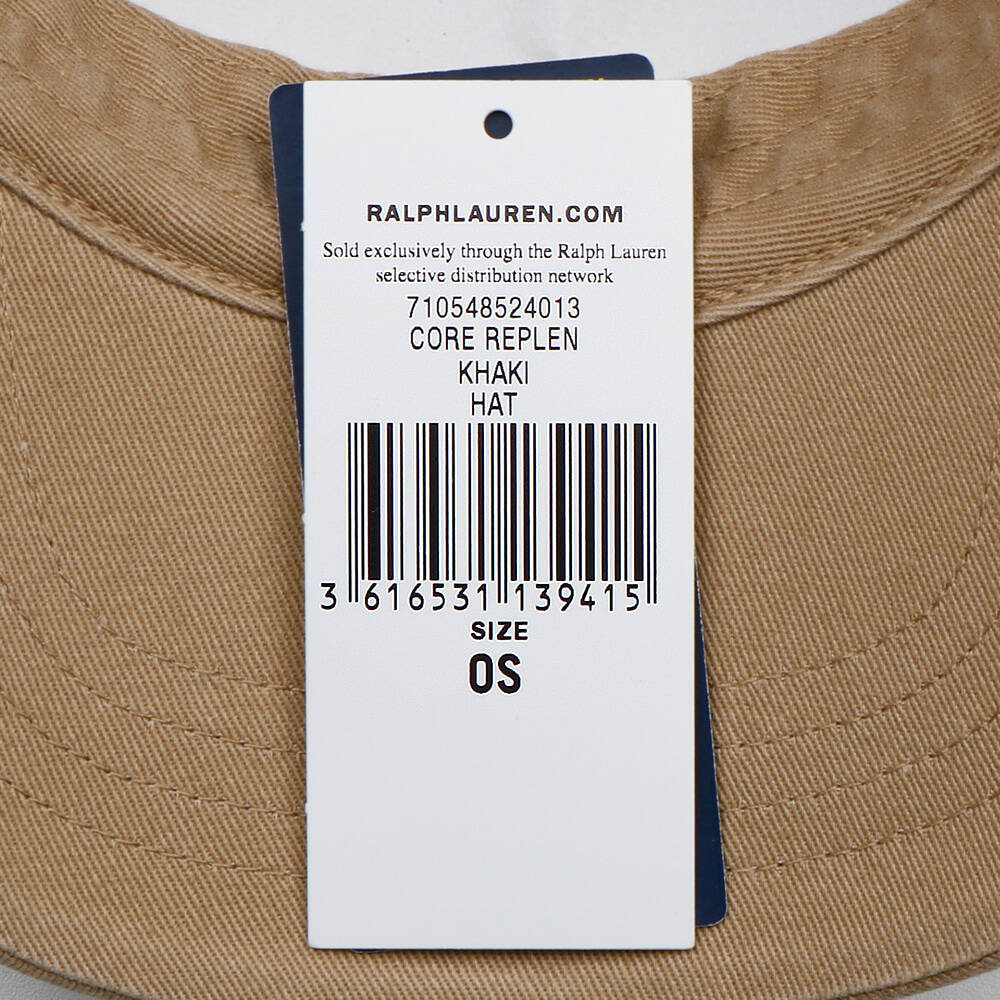 RALPHLAUREN.COM
Sold exclusively through the Ralph Lauren
selective distribution network
710548524013
CORE REPLEN
KHAKI
HAT
3 616531 139415
SIZE
OS